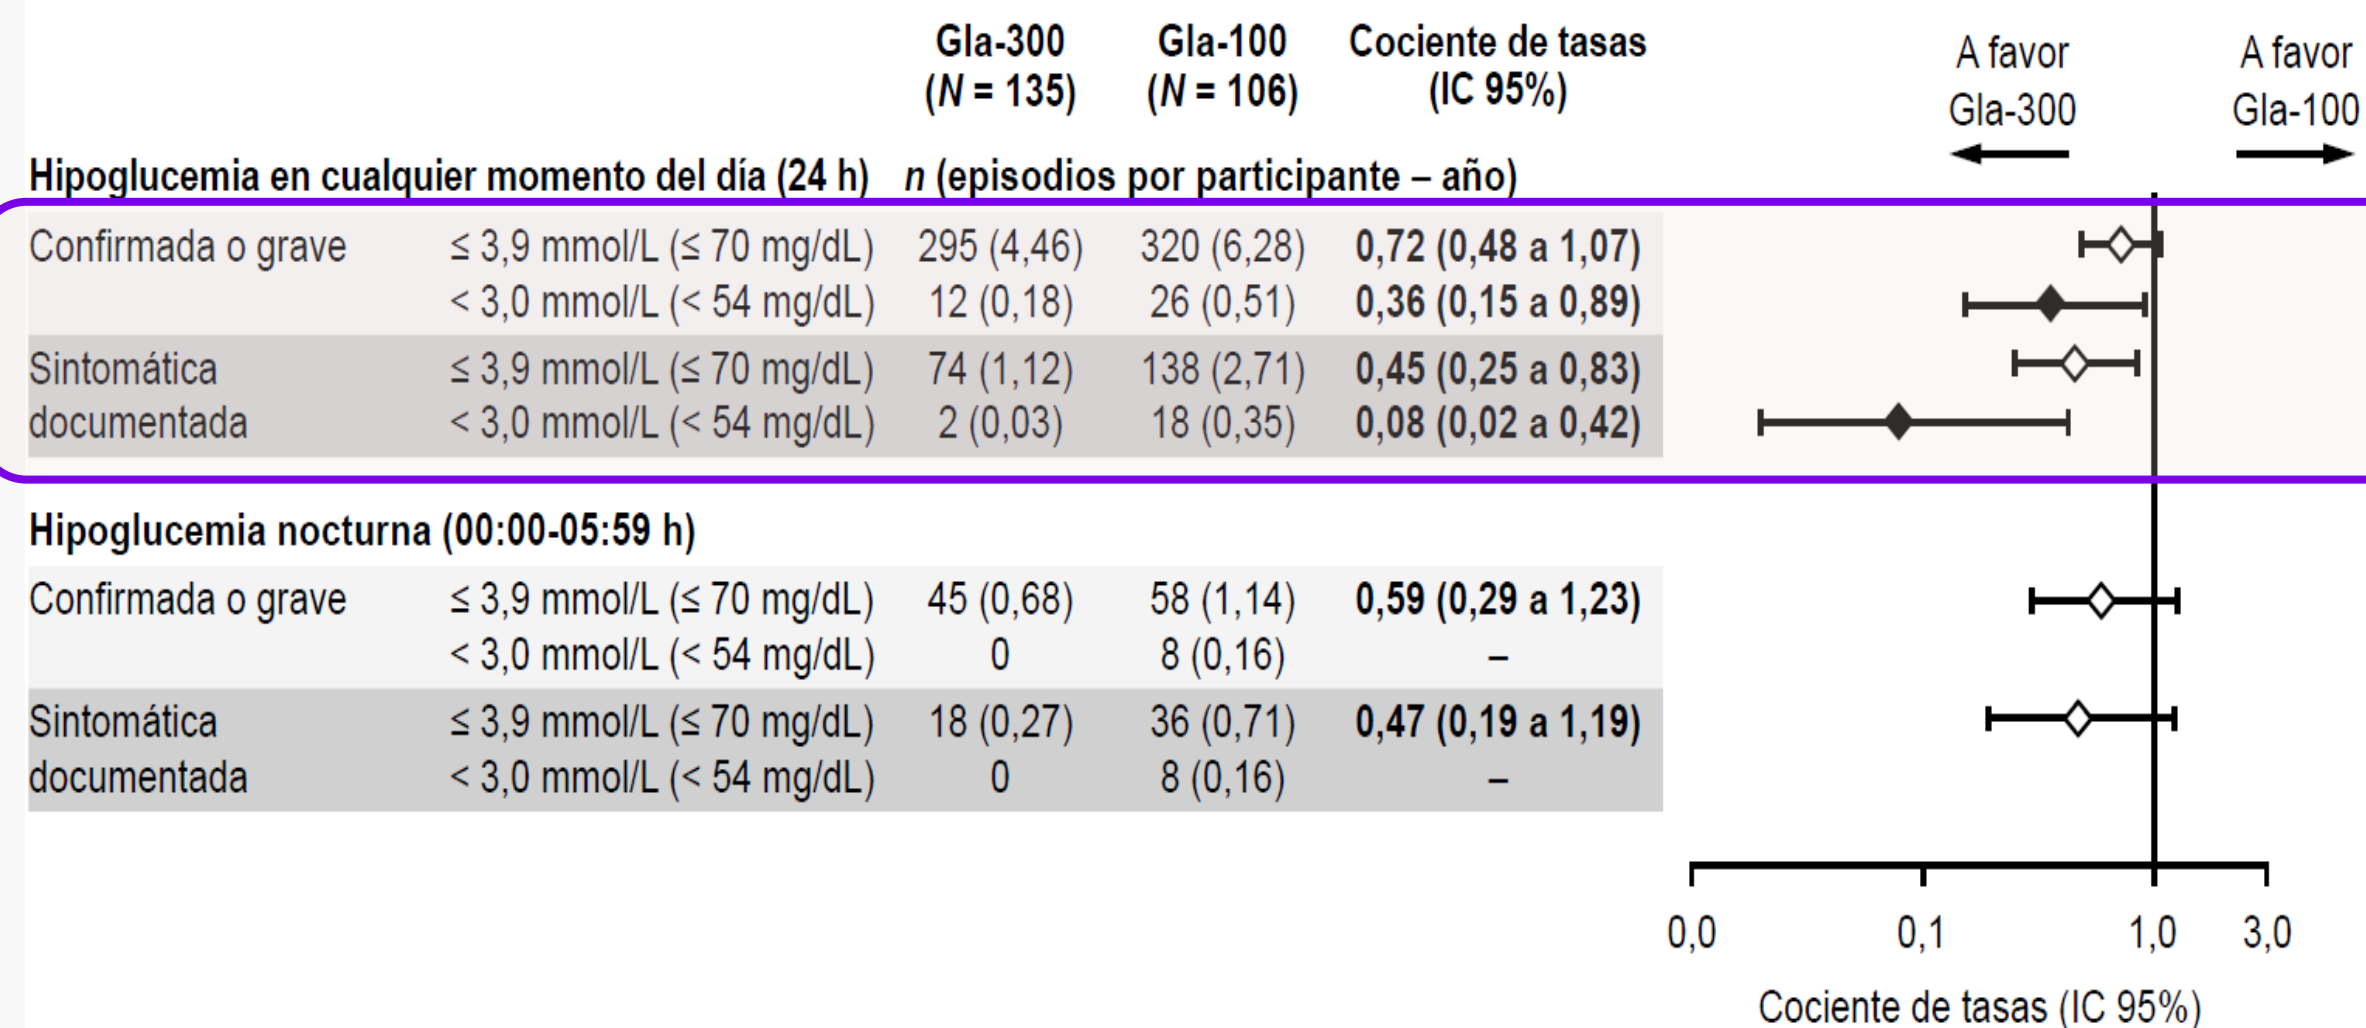 Gla-300 Gla-100 Cociente de tasas
(N = 135) (N = 106) (IC 95%)
A favor Gla-300
A favor Gla-100
Hipoglucemia en cualquier momento del día (24 h) n (episodios por participante – año)
Confirmada o grave ≤ 3,9 mmol/L (≤ 70 mg/dL) 295 (4,46) 320 (6,28) 0,72 (0,48 a 1,07)
< 3,0 mmol/L (< 54 mg/dL) 12 (0,18) 26 (0,51) 0,36 (0,15 a 0,89)
Sintomática ≤ 3,9 mmol/L (≤ 70 mg/dL) 74 (1,12) 138 (2,71) 0,45 (0,25 a 0,83)
documentada < 3,0 mmol/L (< 54 mg/dL) 2 (0,03) 18 (0,35) 0,08 (0,02 a 0,42)
Hipoglucemia nocturna (00:00-05:59 h)
Confirmada o grave ≤ 3,9 mmol/L (≤ 70 mg/dL) 45 (0,68) 58 (1,14) 0,59 (0,29 a 1,23)
< 3,0 mmol/L (< 54 mg/dL) 0 8 (0,16) –
Sintomática ≤ 3,9 mmol/L (≤ 70 mg/dL) 18 (0,27) 36 (0,71) 0,47 (0,19 a 1,19)
documentada < 3,0 mmol/L (< 54 mg/dL) 0 8 (0,16) –
0,0 0,1 1,0 3,0
Cociente de tasas (IC 95%)